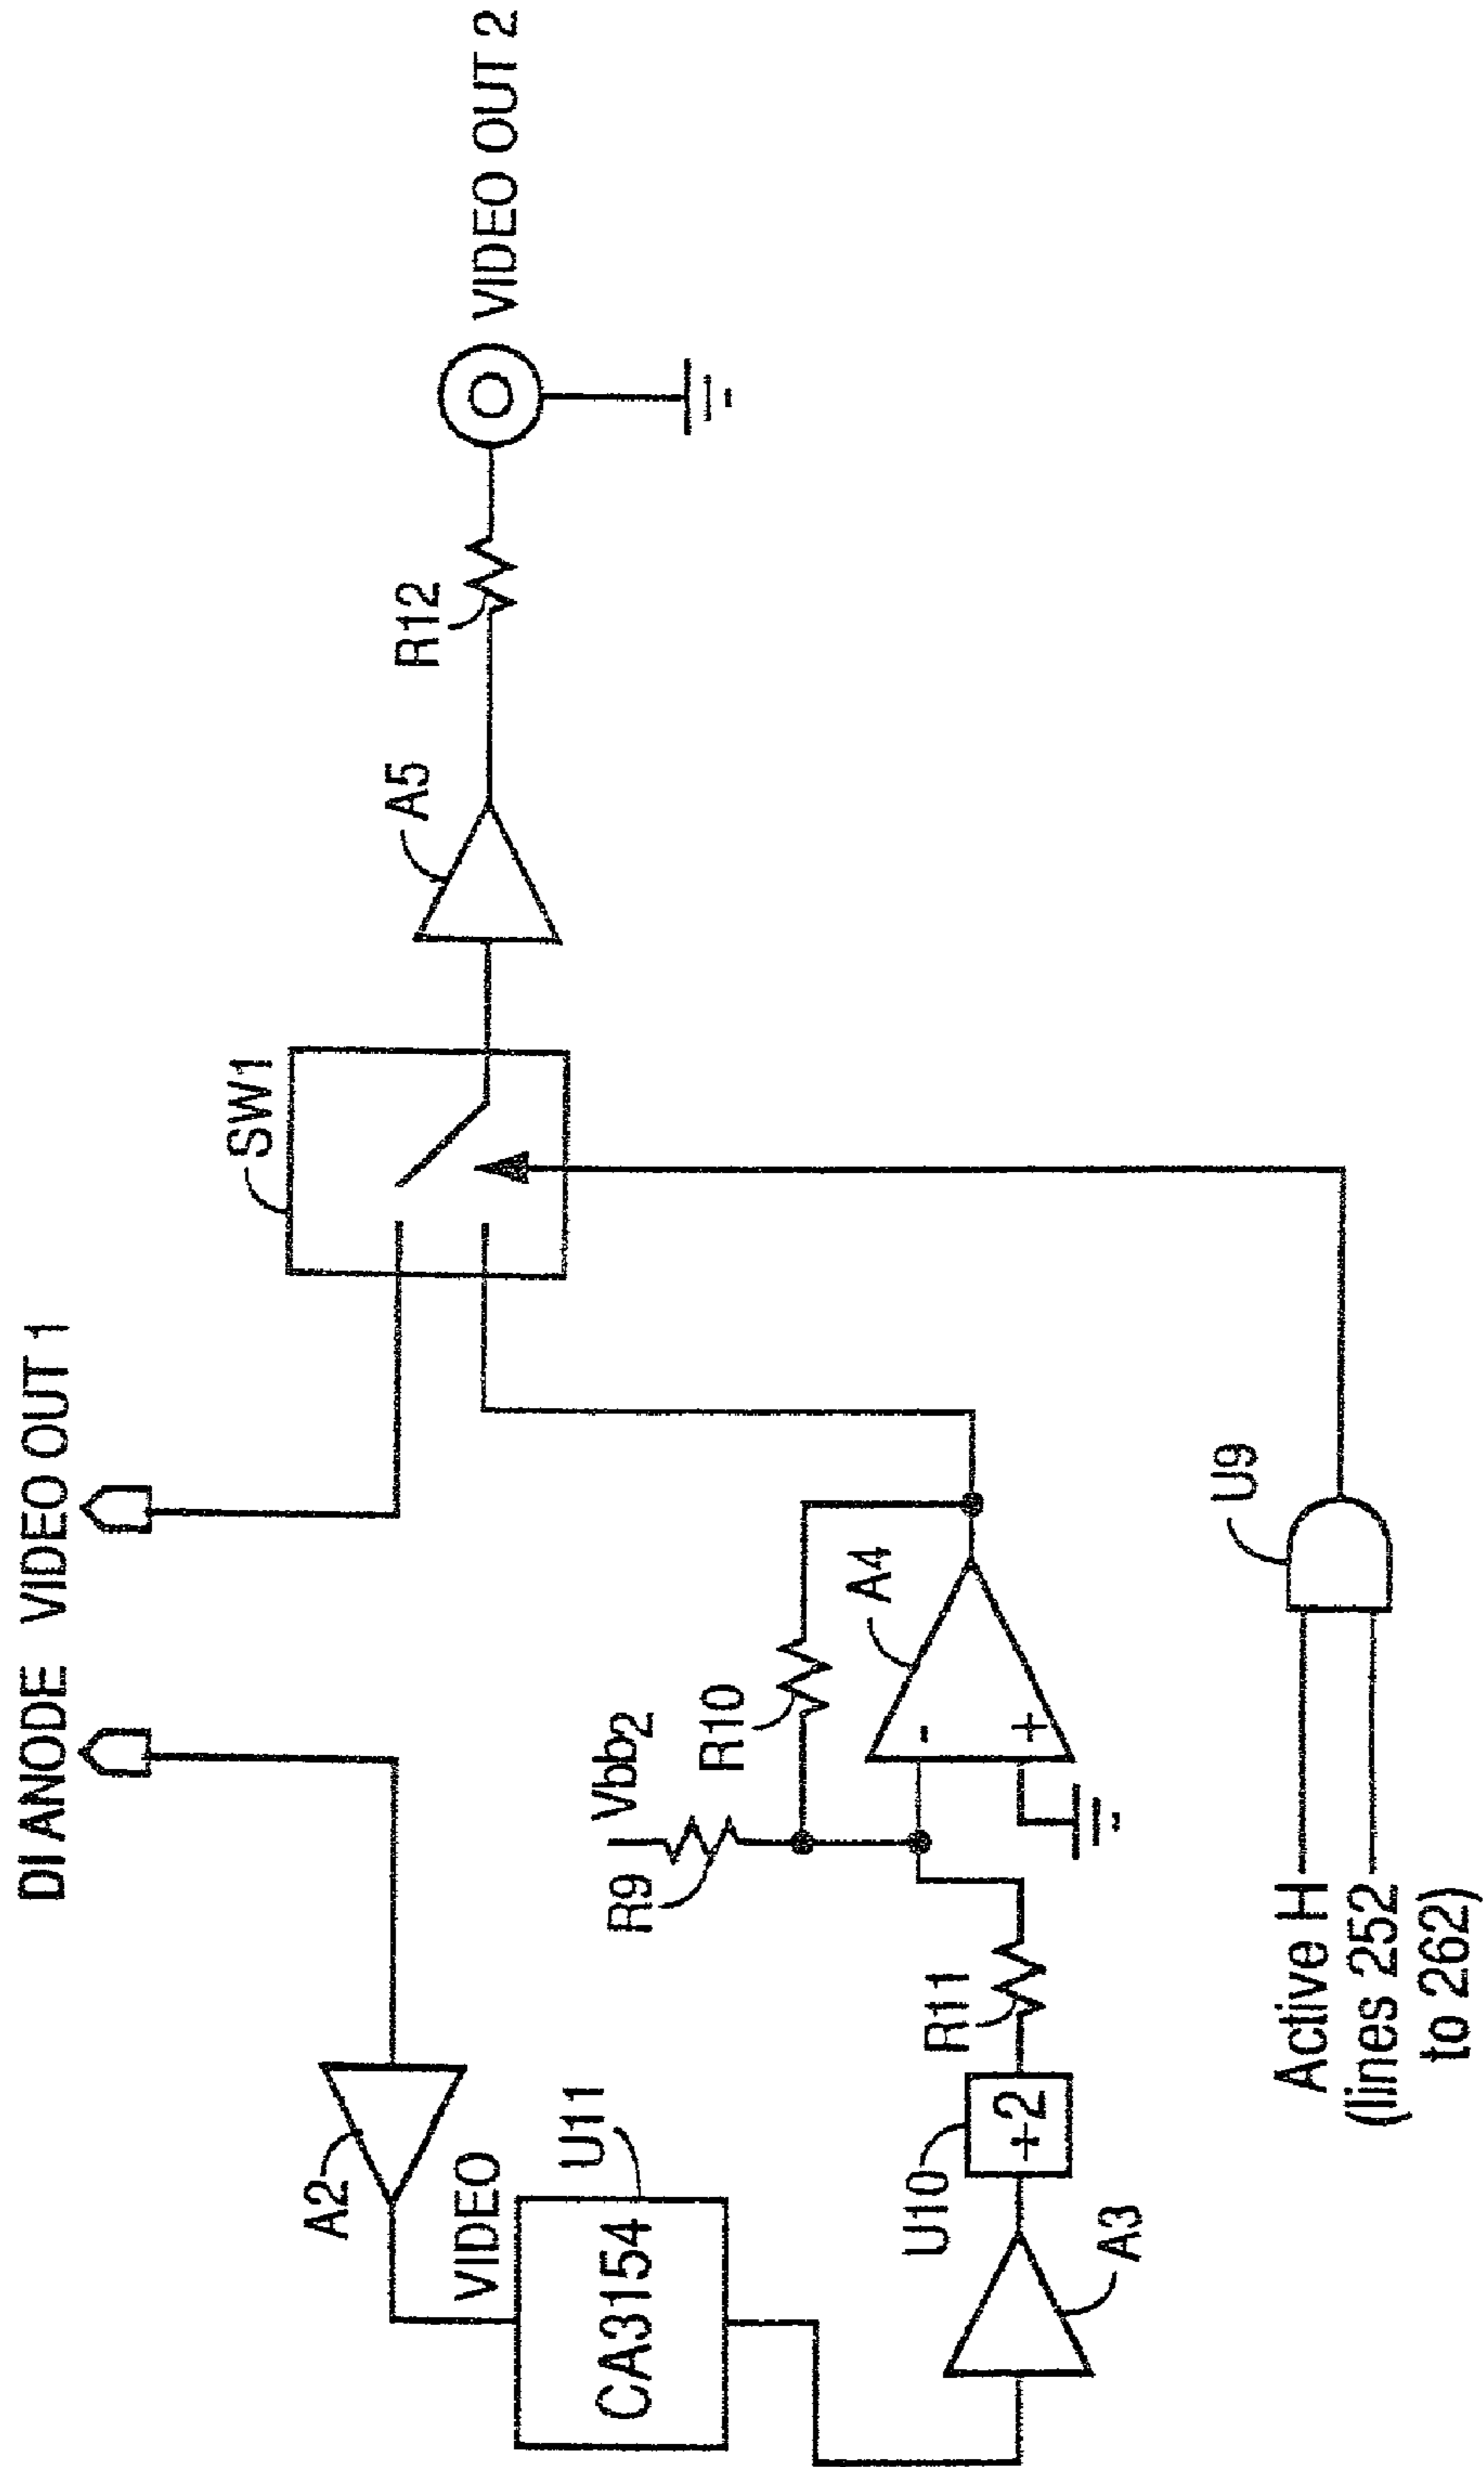 DI ANODE
VIDEO OUT 1
A2
VIDEO
U11
CA3154
SW1
A5
R12
VIDEO OUT 2
Vbb2
R9
R10
A4
-
+
R11
U10
÷2
A3
U9
Active H
(lines 252
to 262)